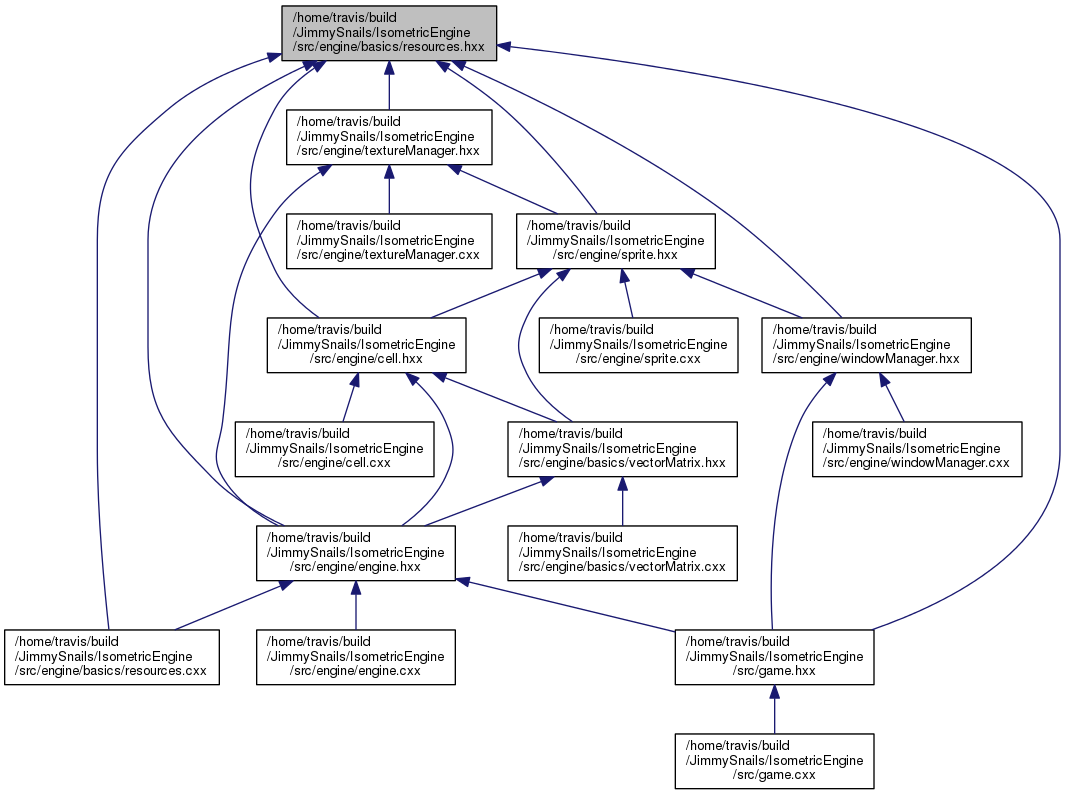 /home/travis/build
/JimmySnails/IsometricEngine
/src/engine/basics/resources.hxx
/home/travis/build
/JimmySnails/IsometricEngine
/src/engine/textureManager.hxx
/home/travis/build
/JimmySnails/IsometricEngine
/src/engine/textureManager.cxx
/home/travis/build
/JimmySnails/IsometricEngine
/src/engine/sprite.hxx
/home/travis/build
/JimmySnails/IsometricEngine
/src/engine/cell.hxx
/home/travis/build
/JimmySnails/IsometricEngine
/src/engine/sprite.cxx
/home/travis/build
/JimmySnails/IsometricEngine
/src/engine/windowManager.hxx
/home/travis/build
/JimmySnails/IsometricEngine
/src/engine/cell.cxx
/home/travis/build
/JimmySnails/IsometricEngine
/src/engine/basics/vectorMatrix.hxx
/home/travis/build
/JimmySnails/IsometricEngine
/src/engine/windowManager.cxx
/home/travis/build
/JimmySnails/IsometricEngine
/src/engine/engine.hxx
/home/travis/build
/JimmySnails/IsometricEngine
/src/engine/basics/vectorMatrix.cxx
/home/travis/build
/JimmySnails/IsometricEngine
/src/engine/basics/resources.cxx
/home/travis/build
/JimmySnails/IsometricEngine
/src/engine/engine.cxx
/home/travis/build
/JimmySnails/IsometricEngine
/src/game.hxx
/home/travis/build
/JimmySnails/IsometricEngine
/src/game.cxx